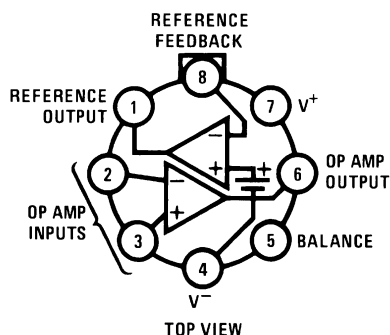 REFERENCE
FEEDBACK
8
REFERENCE
OUTPUT
1
7
V+
−
+
+
2
−
6
OP AMP
OUTPUT
OP AMP
INPUTS
+
3
5
BALANCE
4
V−
TOP VIEW